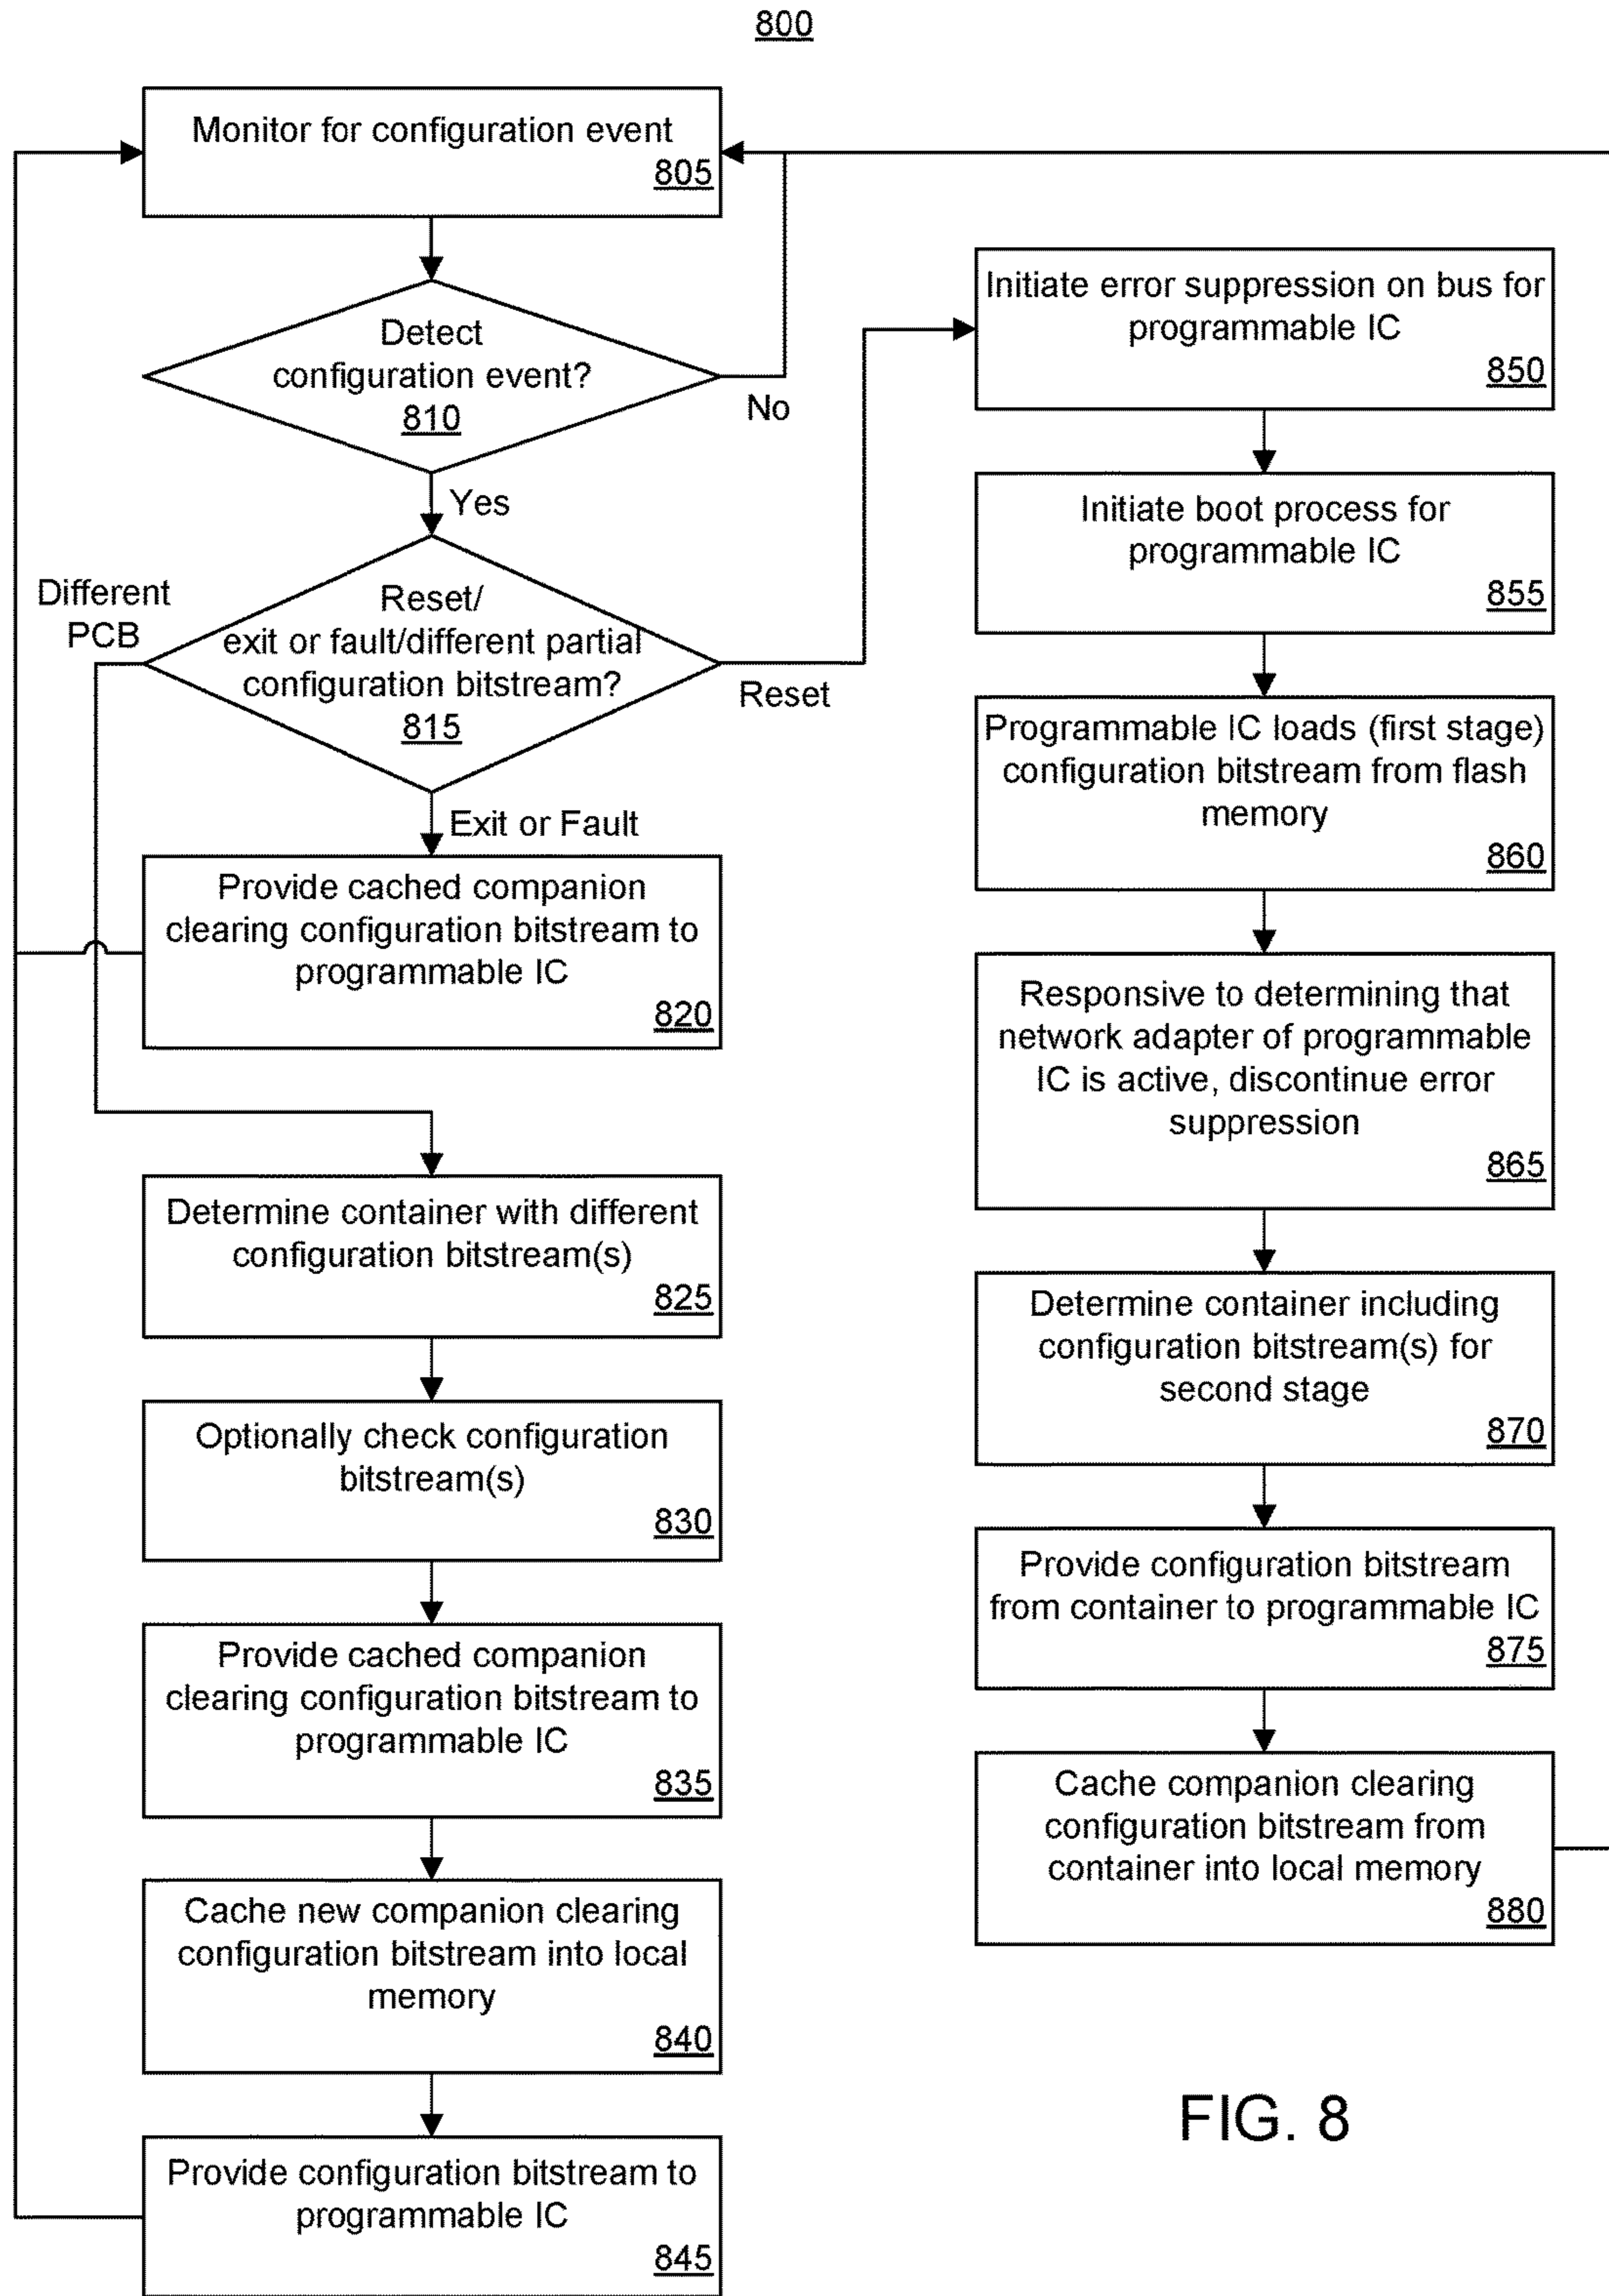 800
Monitor for configuration event
805
Detect
configuration event?
810
No
Yes
Different
PCB
Reset/
exit or fault/different partial
configuration bitstream?
815
Reset
Exit or Fault
Provide cached companion
clearing configuration bitstream to
programmable IC
820
Determine container with different
configuration bitstream(s)
825
Optionally check configuration
bitstream(s)
830
Provide cached companion
clearing configuration bitstream to
programmable IC
835
Cache new companion clearing
configuration bitstream into local
memory
840
Provide configuration bitstream to
programmable IC
845
Initiate error suppression on bus for
programmable IC
850
Initiate boot process for
programmable IC
855
Programmable IC loads (first stage)
configuration bitstream from flash
memory
860
Responsive to determining that
network adapter of programmable
IC is active, discontinue error
suppression
865
Determine container including
configuration bitstream(s) for
second stage
870
Provide configuration bitstream
from container to programmable IC
875
Cache companion clearing
configuration bitstream from
container into local memory
880
FIG. 8